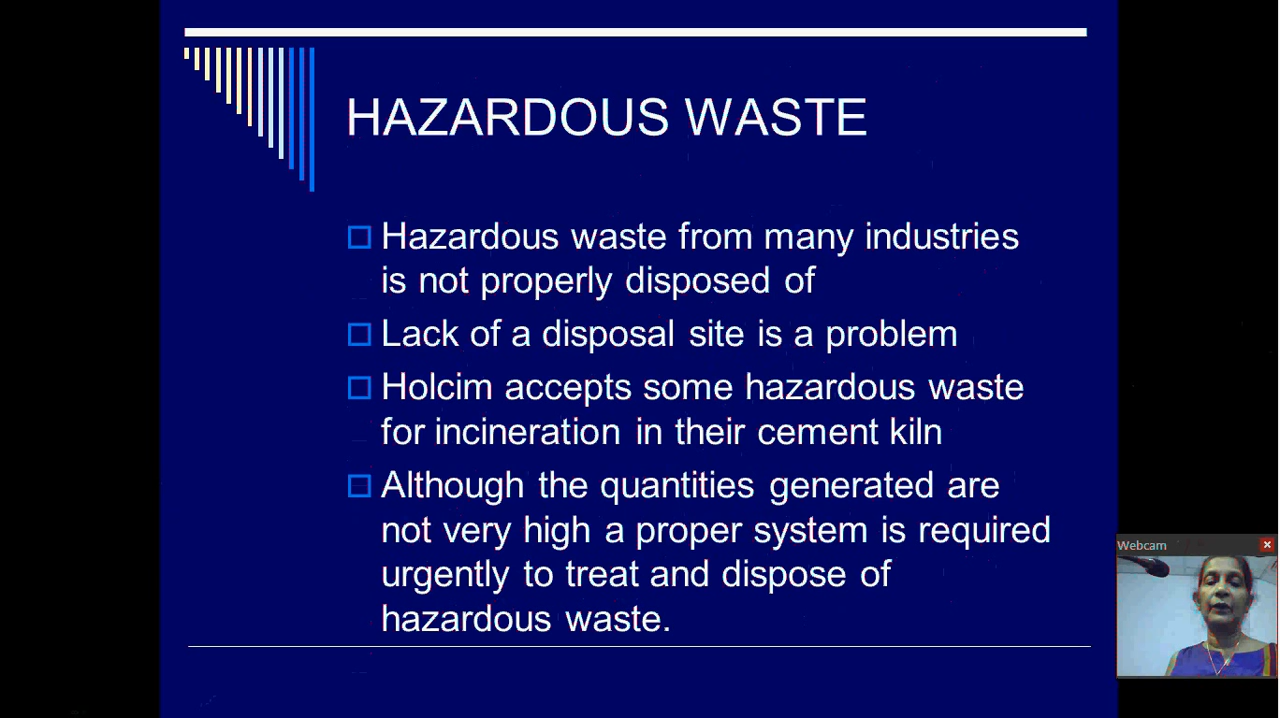 HAZARDOUS WASTE
Hazardous waste from many industries
is not properly disposed of
Lack of a disposal site is a problem
Holcim accepts some hazardous waste
for incineration in their cement kiln
Although the quantities generated are
not very high a proper system is required
urgently to treat and dispose of
hazardous waste.
Webcam